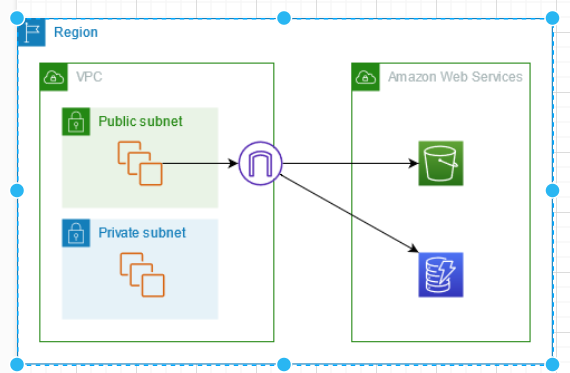 Region
VPC
Amazon Web Services
Public subnet
Private subnet